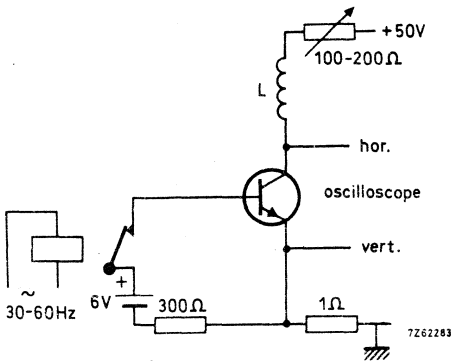 +50V
100-200Ω
L
hor.
oscilloscope
vert.
~
30-60Hz
+
6V
300Ω
1Ω
7Z62283